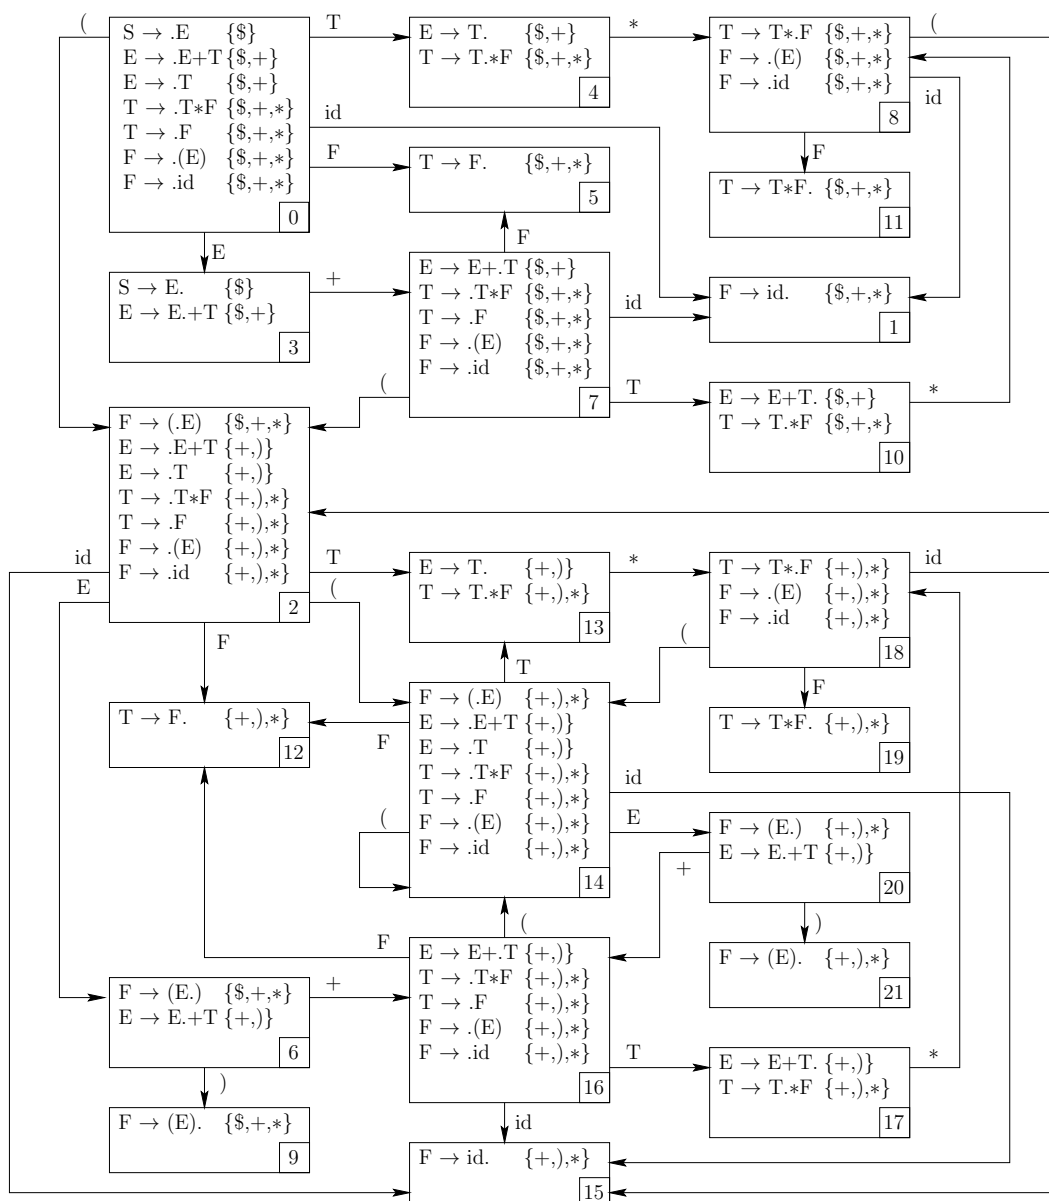 (
S → .E {$}
E → .E+T {$,+}
E → .T {$,+}
T → .T*F {$,+,*}
T → .F {$,+,*}
F → .(E) {$,+,*}
F → .id {$,+,*}
0
T
E → T. {$,+}
T → T.*F {$,+,*}
4
*
T → T*.F {$,+,*}
F → .(E) {$,+,*}
F → .id {$,+,*}
8
(
id
id
F
T → F. {$,+,*}
5
F
T → T*F. {$,+,*}
11
E
F
S → E. {$}
E → E.+T {$,+}
3
+
E → E+.T {$,+}
T → .T*F {$,+,*}
T → .F {$,+,*}
F → .(E) {$,+,*}
F → .id {$,+,*}
7
id
F → id. {$,+,*}
1
(
T
E → E+T. {$,+}
T → T.*F {$,+,*}
10
*
F → (.E) {$,+,*}
E → .E+T {+,)}
E → .T {+,)}
T → .T*F {+,),*}
T → .F {+,),*}
F → .(E) {+,),*}
F → .id {+,),*}
2
id
E
T
(
F
E → T. {+,)}
T → T.*F {+,),*}
13
*
T → T*.F {+,),*}
F → .(E) {+,),*}
F → .id {+,),*}
18
id
(
T
F
T → F. {+,),*}
12
F
F → (.E) {+,),*}
E → .E+T {+,)}
E → .T {+,)}
T → .T*F {+,),*}
T → .F {+,),*}
F → .(E) {+,),*}
F → .id {+,),*}
14
T → T*F. {+,),*}
19
id
(
E
F → (E.) {+,),*}
E → E.+T {+,)}
20
+
(
)
F
E → E+.T {+,)}
T → .T*F {+,),*}
T → .F {+,),*}
F → .(E) {+,),*}
F → .id {+,),*}
16
F → (E). {+,),*}
21
F → (E.) {$,+,*}
E → E.+T {+,)}
6
+
T
E → E+T. {+,)}
T → T.*F {+,),*}
17
*
)
id
F → (E). {$,+,*}
9
F → id. {+,),*}
15